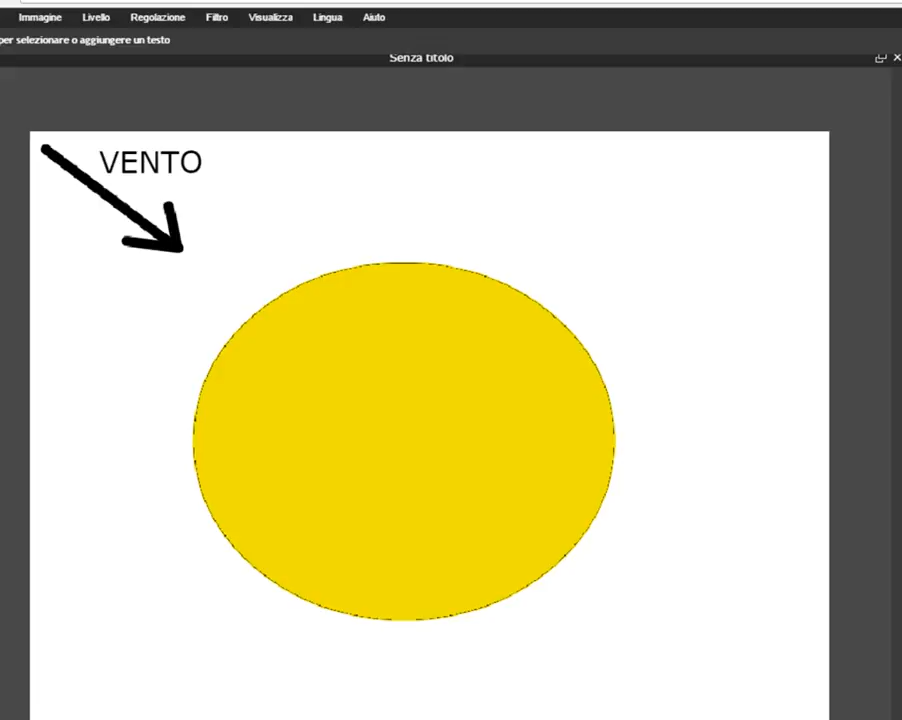 Immagine Livello Regolazione Filtro Visualizza Lingua Aiuto
per selezionare o aggiungere un testo
Senza titolo
VENTO